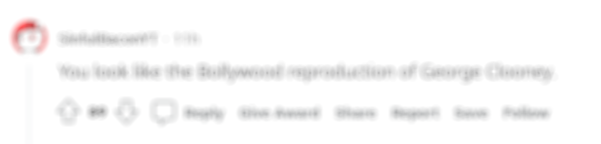 You look like the Bollywood reproduction of George Clooney.
Reply Give Award Share Report Save Follow